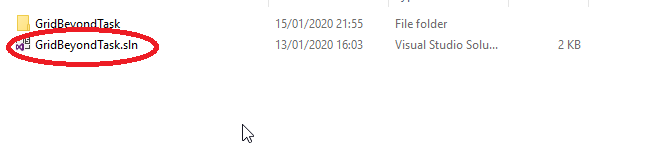 GridBeyondTask 15/01/2020 21:55 File folder
GridBeyondTask.sln 13/01/2020 16:03 Visual Studio Solu... 2 KB